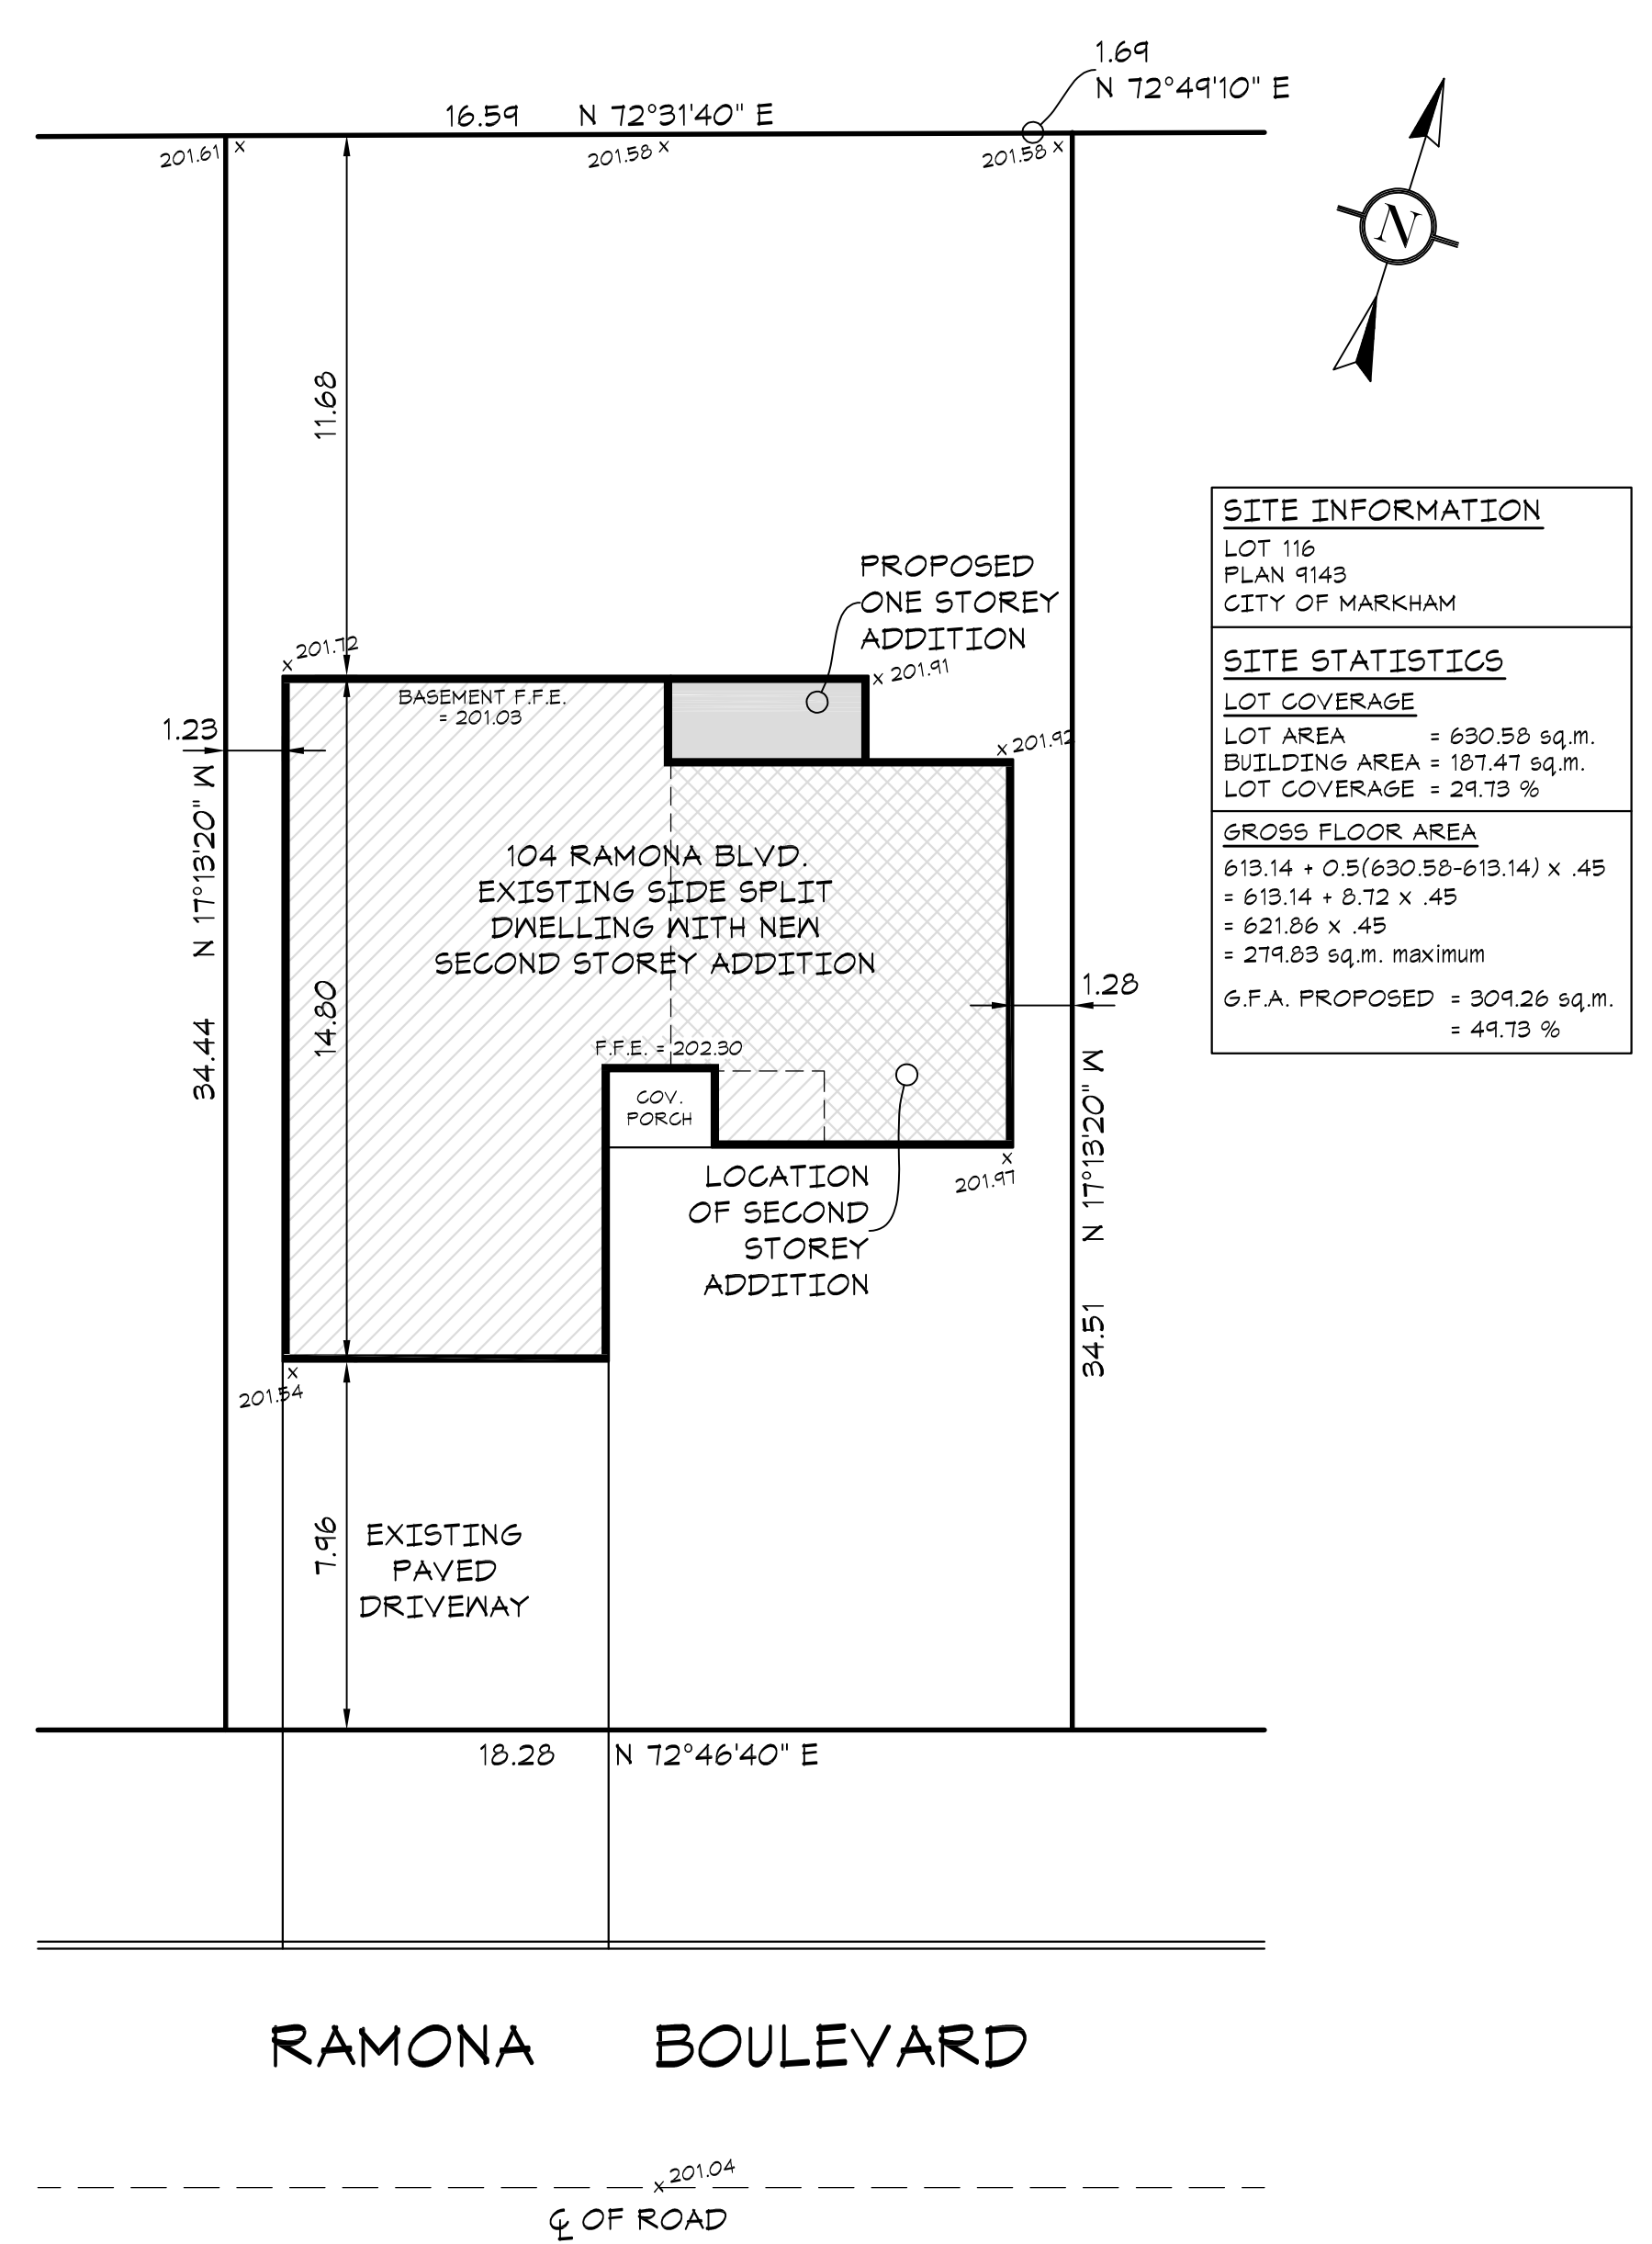 1.69
N 72°49'10" E
16.59 N 72°31'40" E
201.61 x
201.58 x
201.58 x
N
11.68
PROPOSED
ONE STOREY
ADDITION
x 201.72
x 201.91
BASEMENT F.F.E.
= 201.03
1.23
x 201.92
34.44 N 17°13'20" W
104 RAMONA BLVD.
EXISTING SIDE SPLIT
DWELLING WITH NEW
SECOND STOREY ADDITION
14.80
1.28
F.F.E. = 202.30
COV.
PORCH
34.51 N 17°13'20" W
x
201.97
LOCATION
OF SECOND
STOREY
ADDITION
x
201.54
7.96
EXISTING
PAVED
DRIVEWAY
18.28 N 72°46'40" E
RAMONA BOULEVARD
x 201.04
℄ OF ROAD
SITE INFORMATION
LOT 116
PLAN 9143
CITY OF MARKHAM
SITE STATISTICS
LOT COVERAGE
LOT AREA = 630.58 sq.m.
BUILDING AREA = 187.47 sq.m.
LOT COVERAGE = 29.73 %
GROSS FLOOR AREA
613.14 + 0.5(630.58-613.14) x .45
= 613.14 + 8.72 x .45
= 621.86 x .45
= 279.83 sq.m. maximum
G.F.A. PROPOSED = 309.26 sq.m.
= 49.73 %